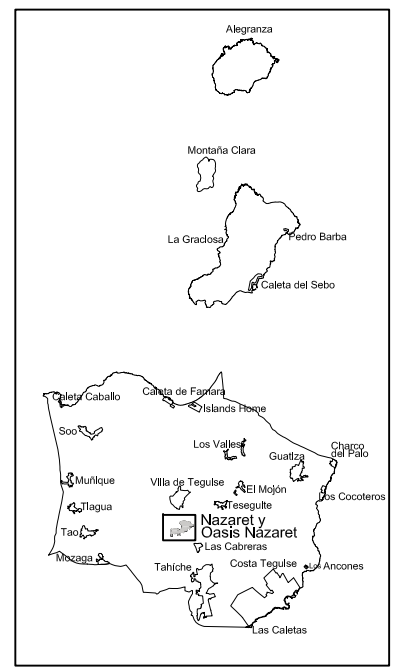 Alegranza
Montaña Clara
La Graciosa
Pedro Barba
Caleta del Sebo
Caleta Caballo
Caleta de Famara
Islands Home
Soo
Los Valles
Guatiza
Charco
del Palo
Muñique
Villa de Teguise
El Mojón
Los Cocoteros
Tiagua
Teseguite
Nazaret y
Oasis Nazaret
Tao
Las Cabreras
Mozaga
Tahíche
Costa Teguise
Los Ancones
Las Caletas